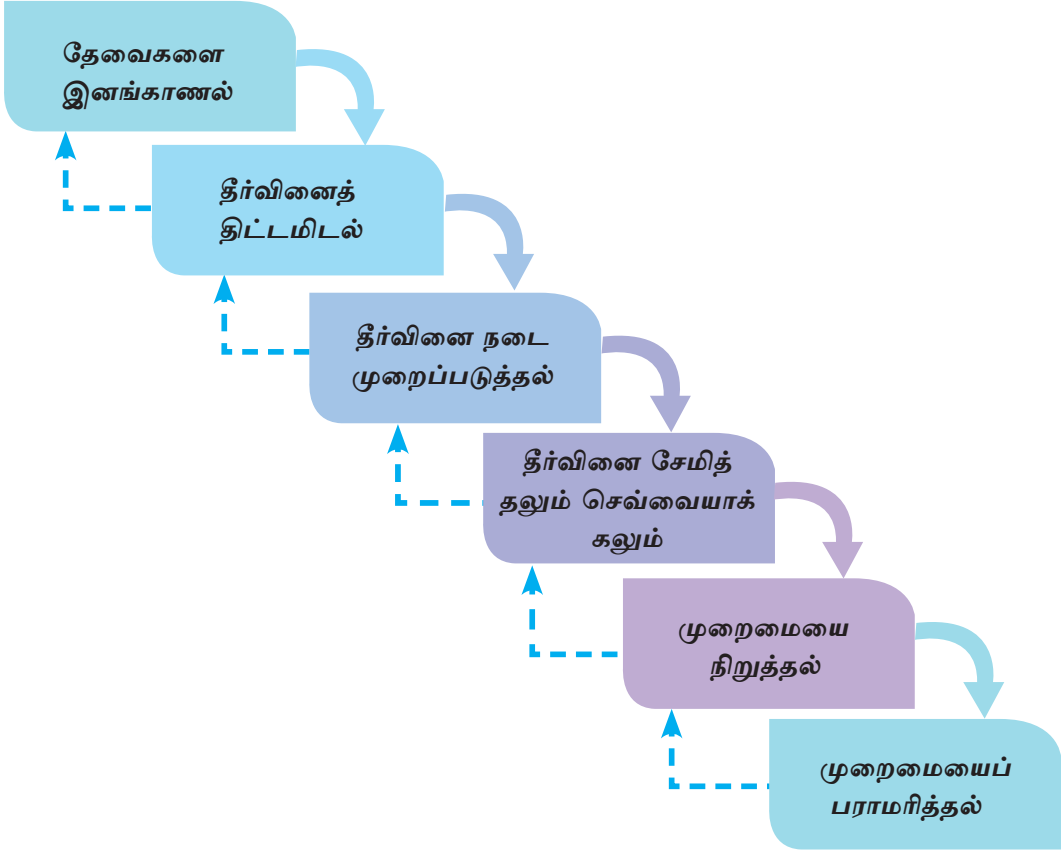 தேவைகளை
இனங்காணல்
தீர்வினைத்
திட்டமிடல்
தீர்வினை நடை
முறைப்படுத்தல்
தீர்வினை சேமித்
தலும் செவ்வையாக்
கலும்
முறைமையை
நிறுத்தல்
முறைமையைப்
பராமரித்தல்